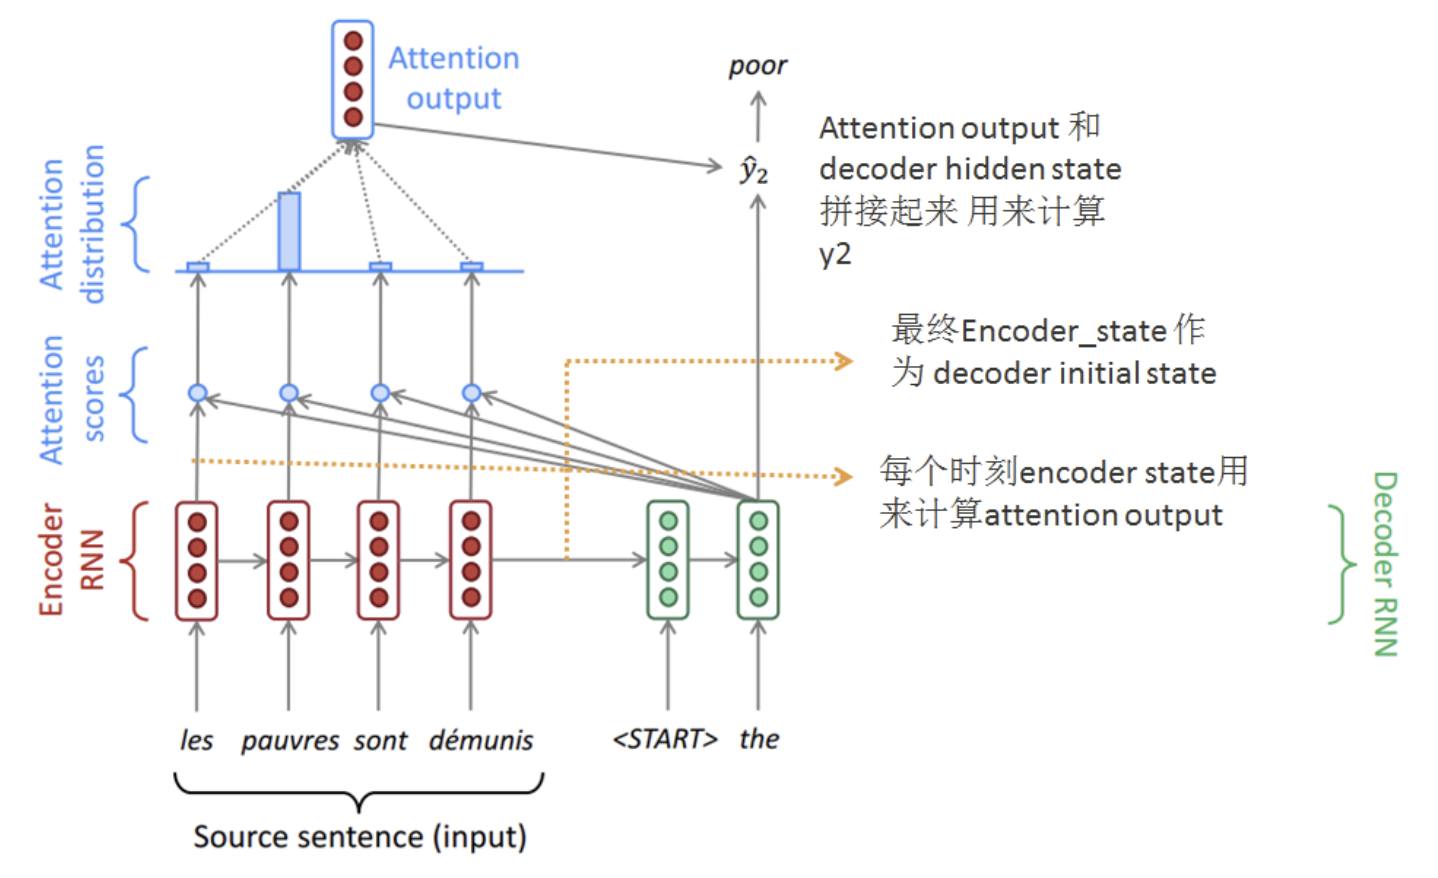 Attention
output
poor
Attention
distribution
ŷ₂
Attention output 和
decoder hidden state
拼接起来 用来计算
y2
Attention
scores
最终Encoder_state作
为 decoder initial state
每个时刻encoder state用
来计算attention output
Encoder
RNN
Decoder RNN
les pauvres sont démunis <START> the
Source sentence (input)